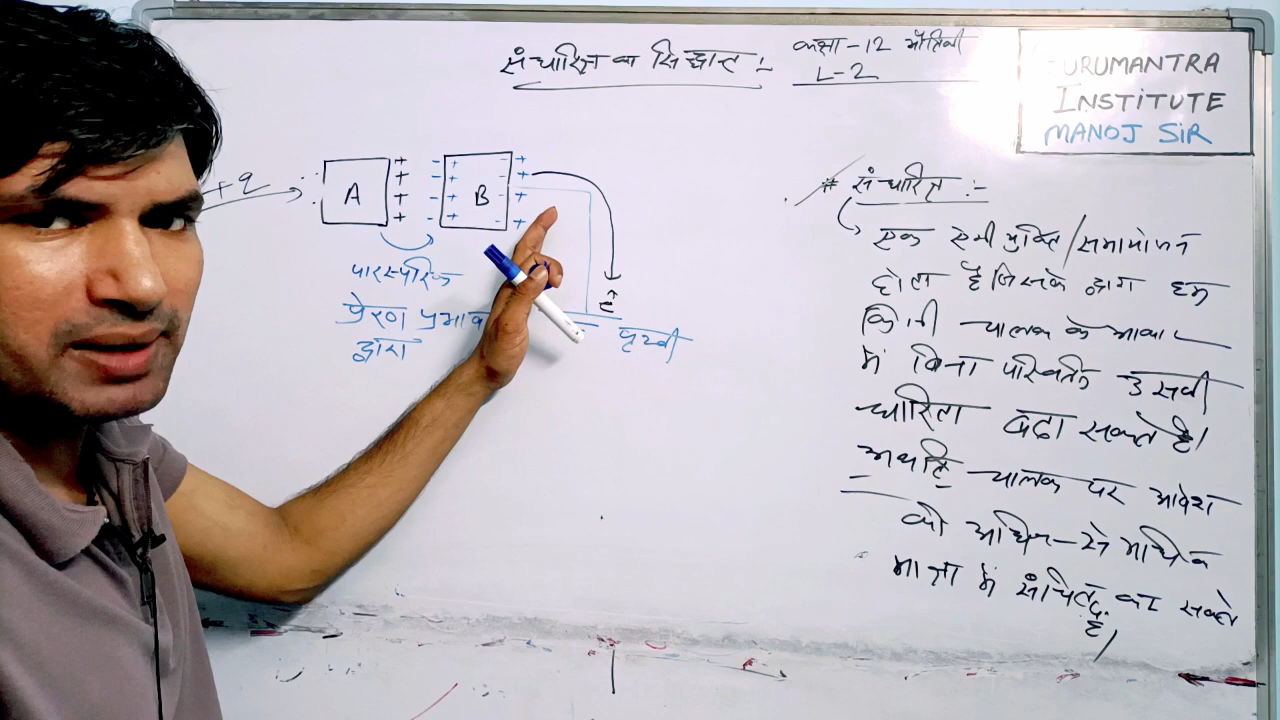 संधारित्र का सिद्धान्त :-
कक्षा - 12 भौतिकी
L-2
URUMANTRA
INSTITUTE
MANOJ SIR
+q
A
B
पारस्परिक
प्रेरण प्रभाव
द्वारा
पृथ्वी
* संधारित्र :-
एक ऐसी युक्ति/समायोजन
होता है जिसके द्वारा हम
किसी चालक के आकार
में बिना परिवर्तन उसकी
धारिता बढ़ा सकते है।
अर्थात् चालक पर आवेश
को अधिक-से अधिक
मात्रा में संचित कर सकते
है।